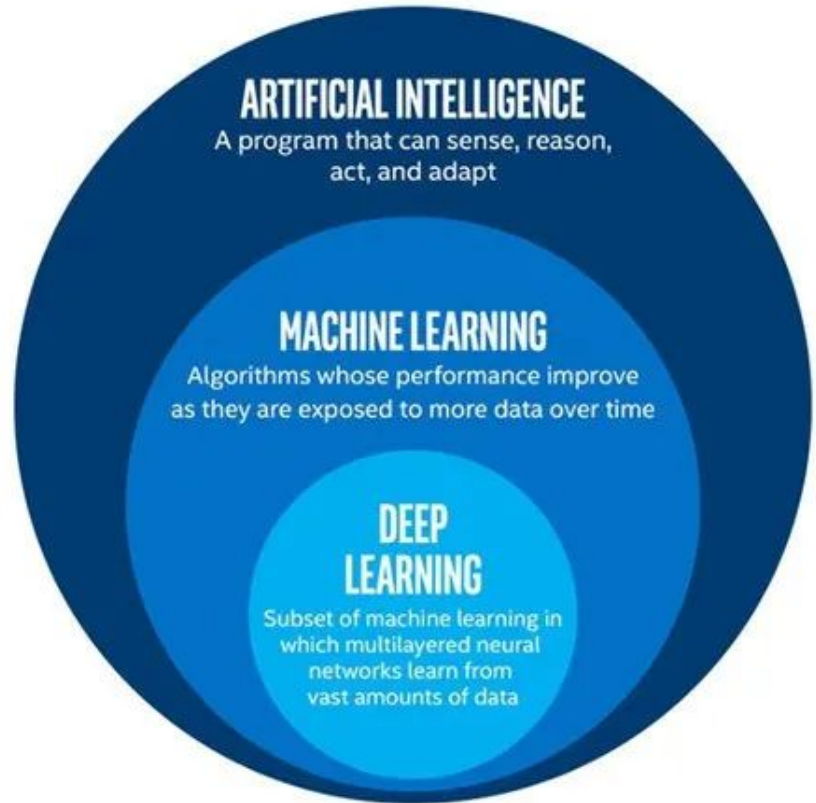 ARTIFICIAL INTELLIGENCE
A program that can sense, reason,
act, and adapt
MACHINE LEARNING
Algorithms whose performance improve
as they are exposed to more data over time
DEEP
LEARNING
Subset of machine learning in
which multilayered neural
networks learn from
vast amounts of data